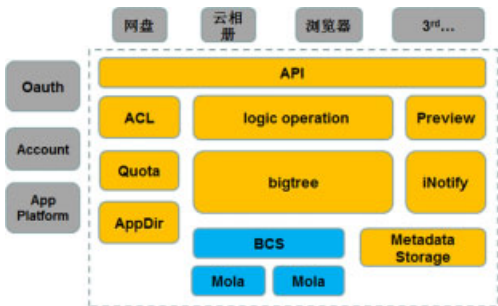 网盘
云相
册
浏览器
3rd...
API
Oauth
ACL
logic operation
Preview
Account
Quota
bigtree
iNotify
App
Platform
AppDir
BCS
Metadata
Storage
Mola
Mola